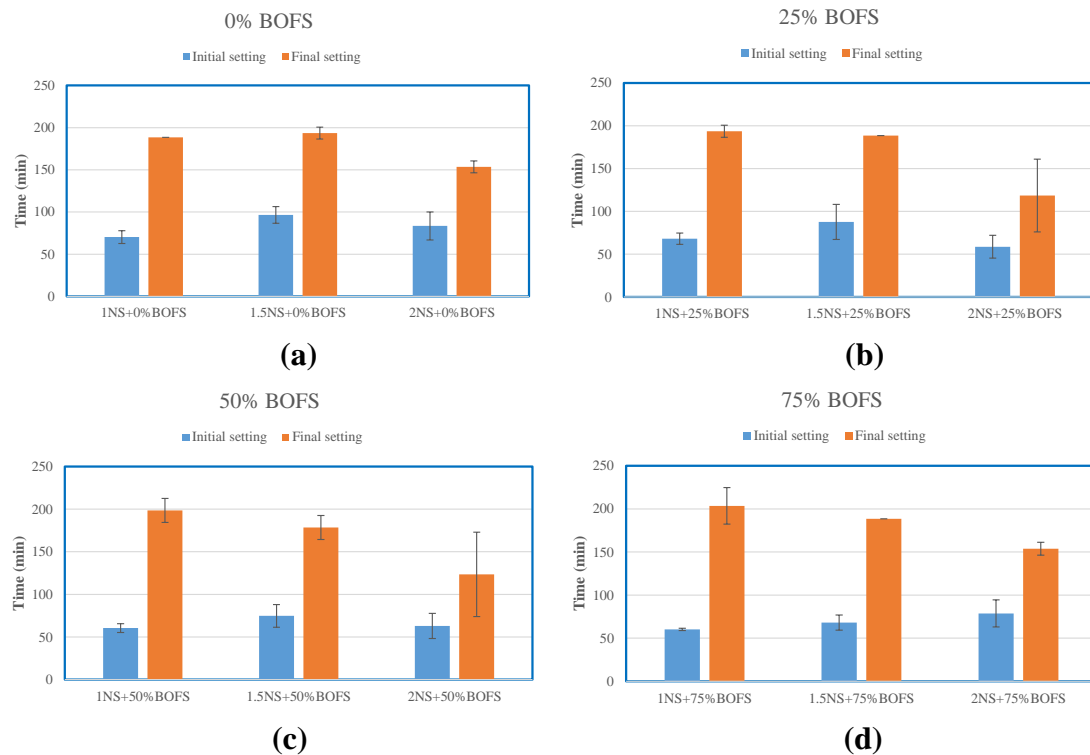 0% BOFS
Initial setting Final setting
250
200
150
100
50
0
Time (min)
1NS+0%BOFS 1.5NS+0%BOFS 2NS+0%BOFS
(a)
25% BOFS
Initial setting Final setting
250
200
150
100
50
0
Time (min)
1NS+25%BOFS 1.5NS+25%BOFS 2NS+25%BOFS
(b)
50% BOFS
Initial setting Final setting
250
200
150
100
50
0
Time (min)
1NS+50%BOFS 1.5NS+50%BOFS 2NS+50%BOFS
(c)
75% BOFS
Initial setting Final setting
250
200
150
100
50
0
Time (min)
1NS+75%BOFS 1.5NS+75%BOFS 2NS+75%BOFS
(d)